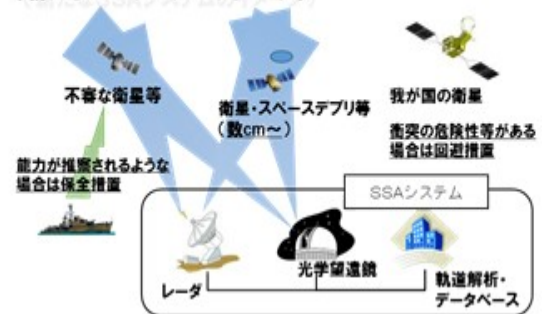 不審な衛星等
衛星・スペースデブリ等
(数cm~)
我が国の衛星
衝突の危険性等がある
場合は回避措置
能力が推察されるような
場合は保全措置
SSAシステム
レーダ
光学望遠鏡
軌道解析・
データベース